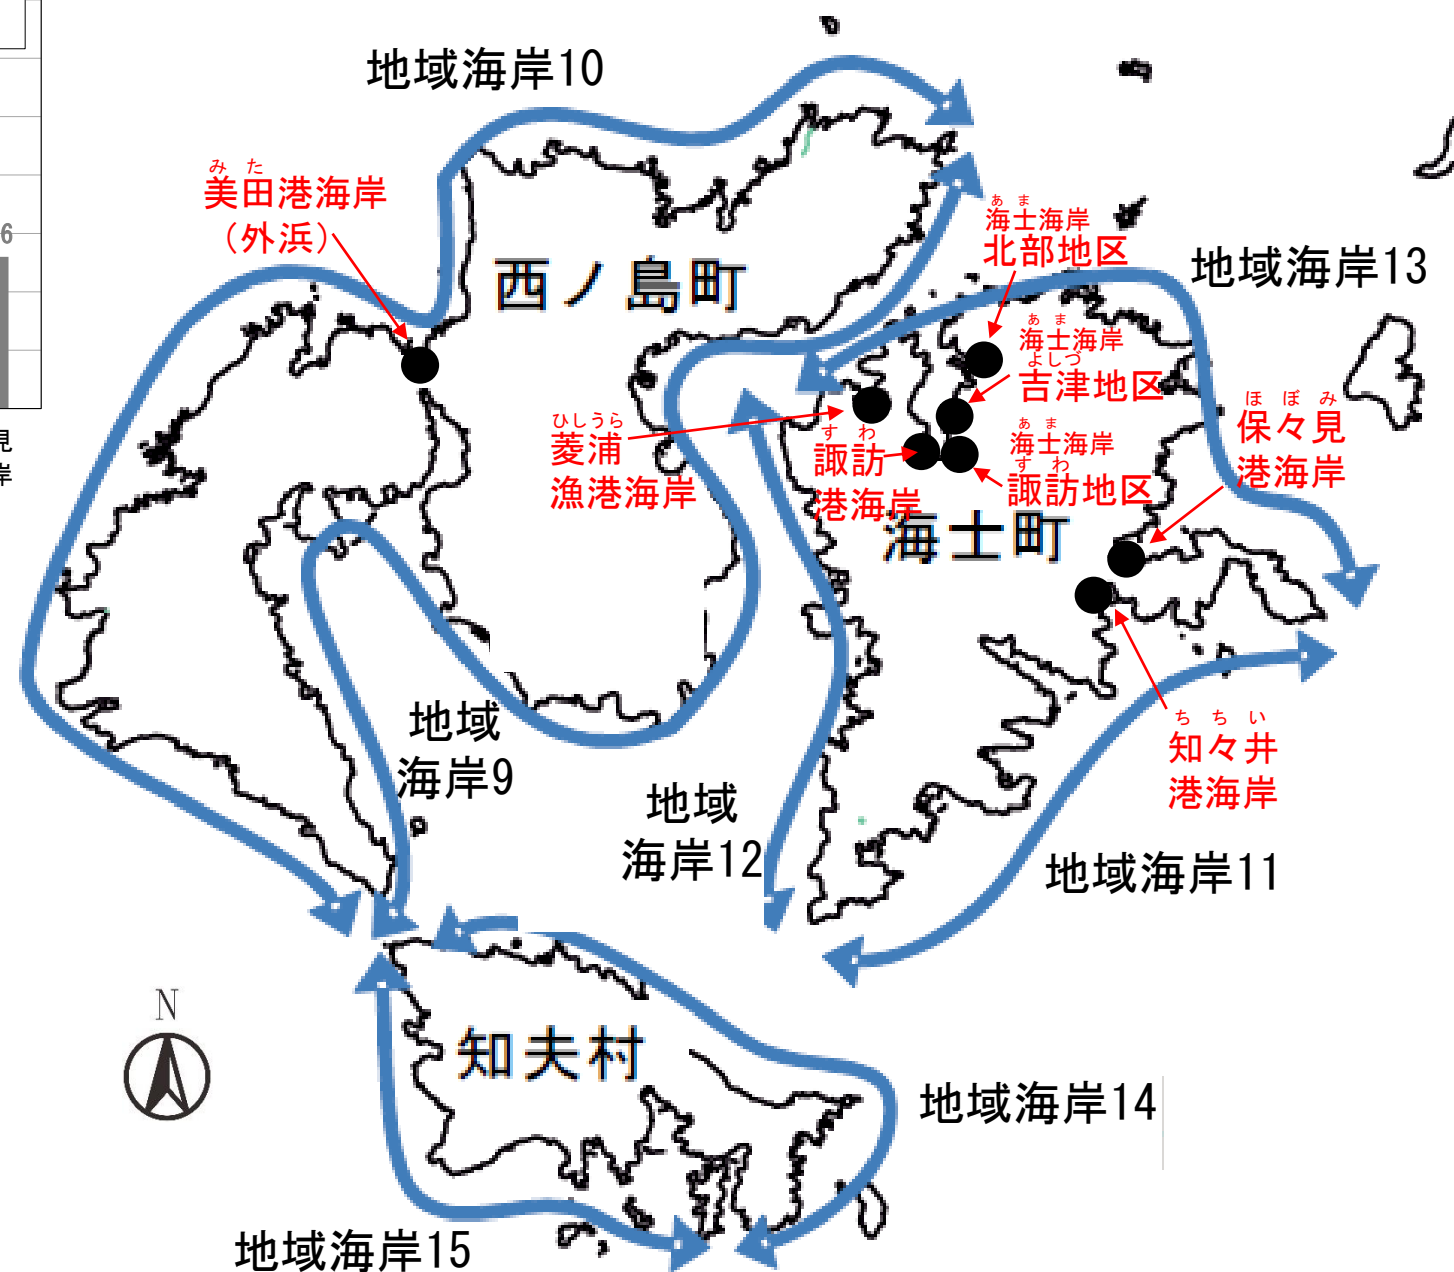 地域海岸10
みた
美田港海岸
（外浜）
6
見
岸
西ノ島町
あま
海士海岸
北部地区
地域海岸13
あま
海士海岸
よしづ
吉津地区
ひしうら
菱浦
漁港海岸
すわ
諏訪
港海岸
あま
海士海岸
すわ
諏訪地区
ほぼみ
保々見
港海岸
海士町
ちちい
知々井
港海岸
地域
海岸9
地域
海岸12
地域海岸11
N
知夫村
地域海岸14
地域海岸15